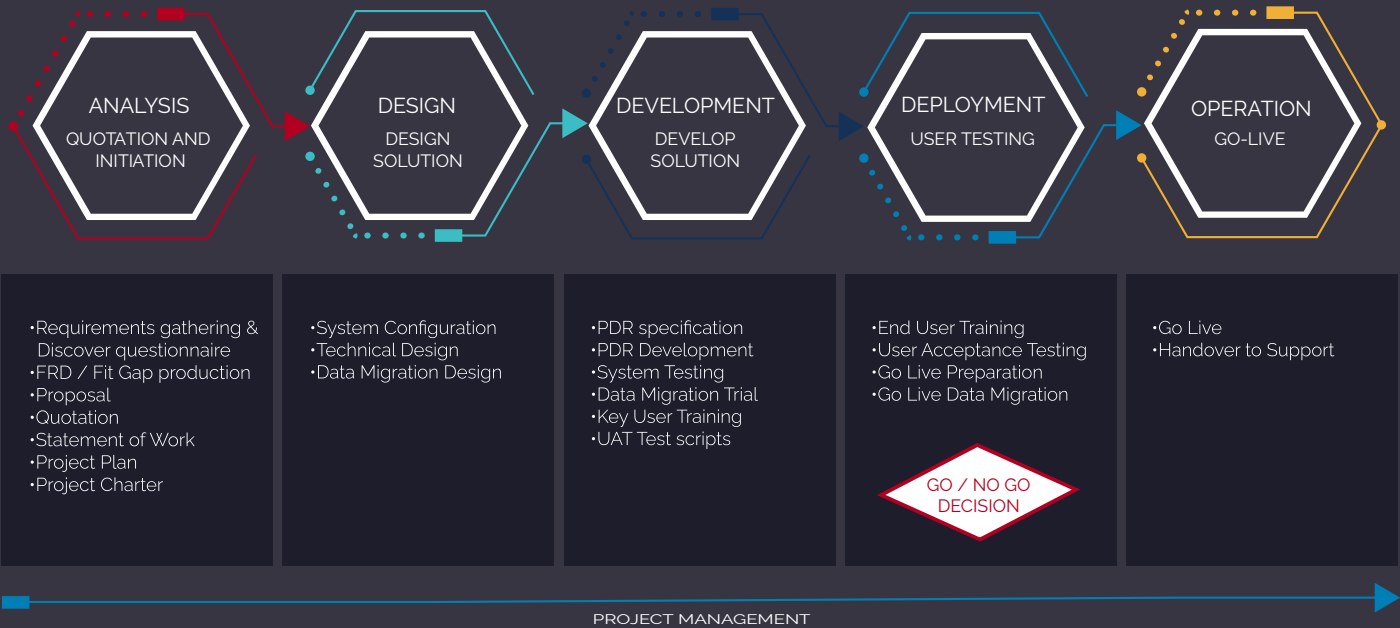 ANALYSIS
QUOTATION AND
INITIATION
DESIGN
DESIGN
SOLUTION
DEVELOPMENT
DEVELOP
SOLUTION
DEPLOYMENT
USER TESTING
OPERATION
GO-LIVE
•Requirements gathering &
Discover questionnaire
•FRD / Fit Gap production
•Proposal
•Quotation
•Statement of Work
•Project Plan
•Project Charter
•System Configuration
•Technical Design
•Data Migration Design
•PDR specification
•PDR Development
•System Testing
•Data Migration Trial
•Key User Training
•UAT Test scripts
•End User Training
•User Acceptance Testing
•Go Live Preparation
•Go Live Data Migration
GO / NO GO
DECISION
•Go Live
•Handover to Support
PROJECT MANAGEMENT